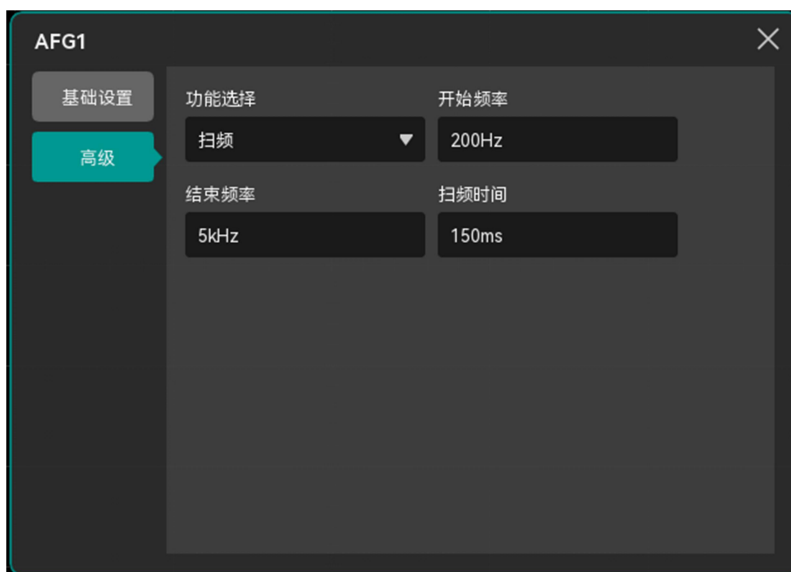 AFG1
基础设置
高级
功能选择
开始频率
扫频
200Hz
结束频率
扫频时间
5kHz
150ms